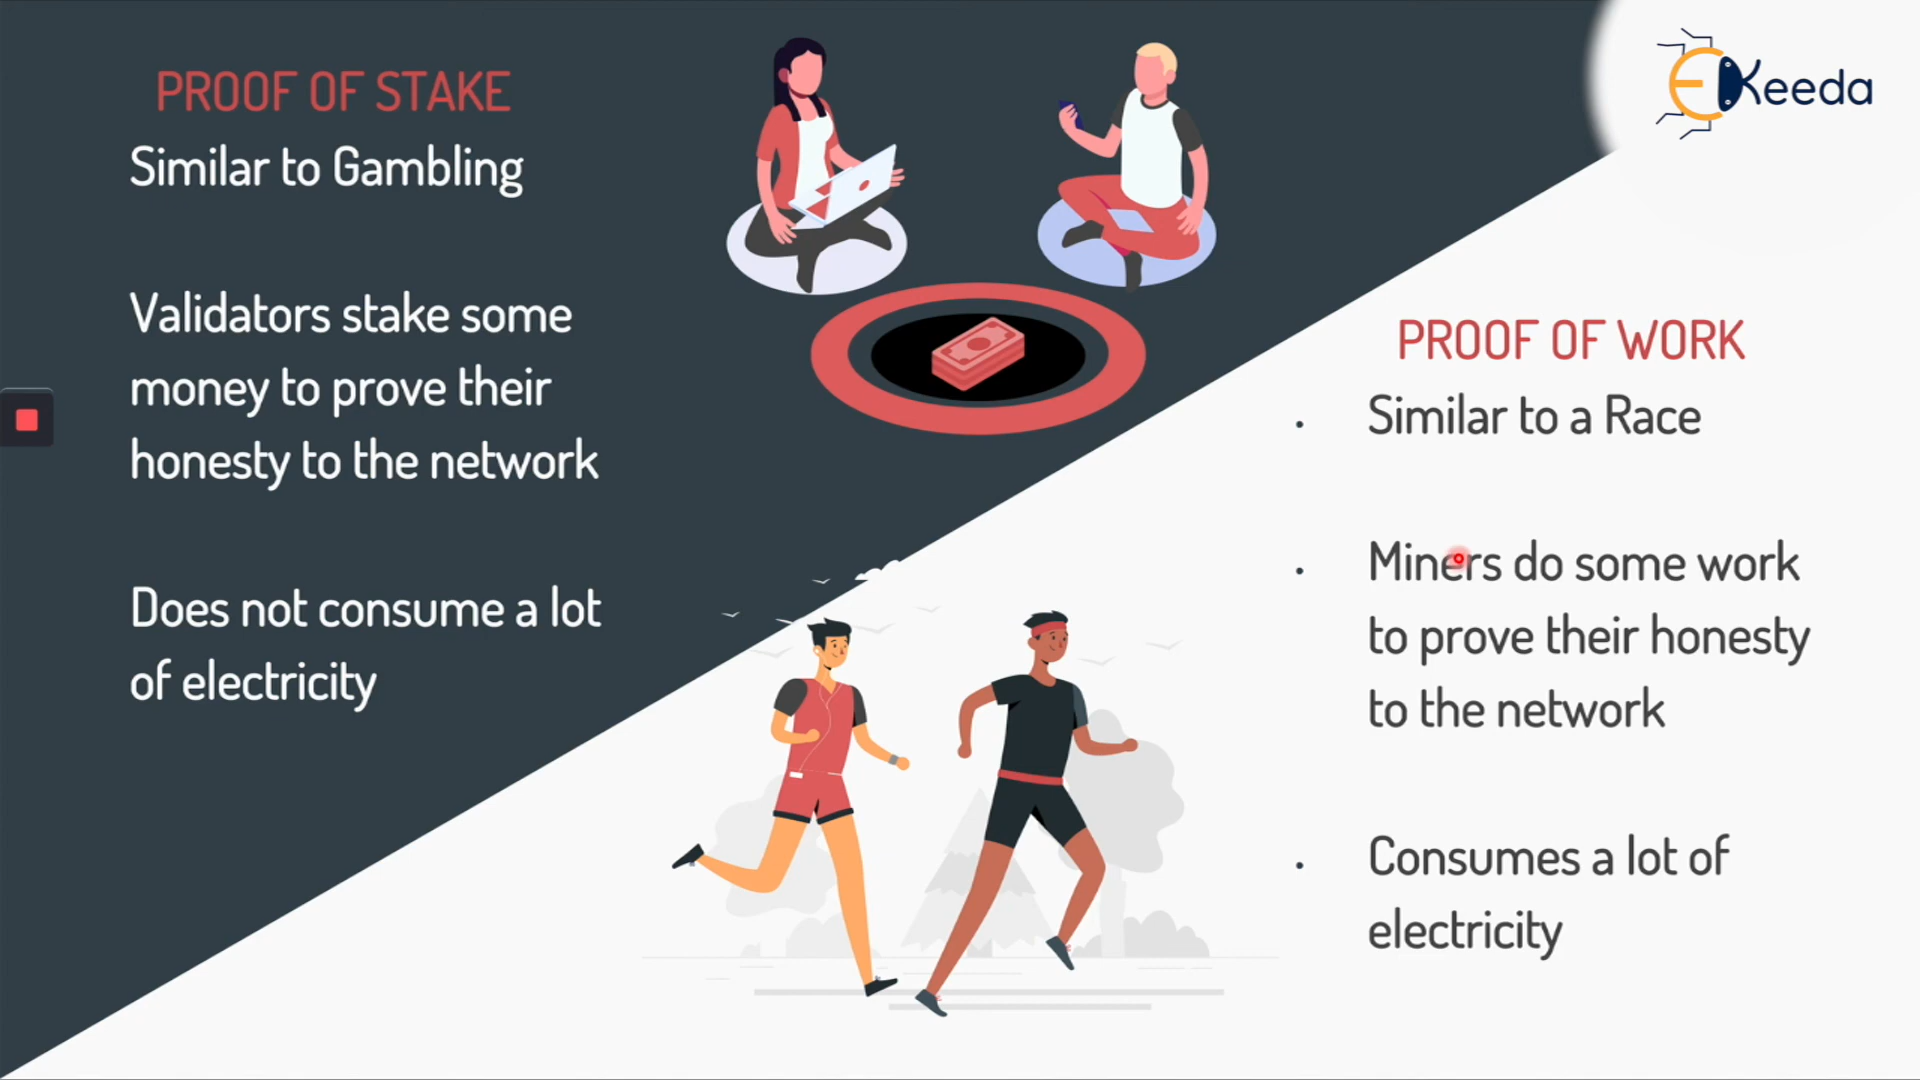 PROOF OF STAKE
Similar to Gambling
Validators stake some
money to prove their
honesty to the network
Does not consume a lot
of electricity
EKeeda
PROOF OF WORK
. Similar to a Race
. Miners do some work
to prove their honesty
to the network
. Consumes a lot of
electricity